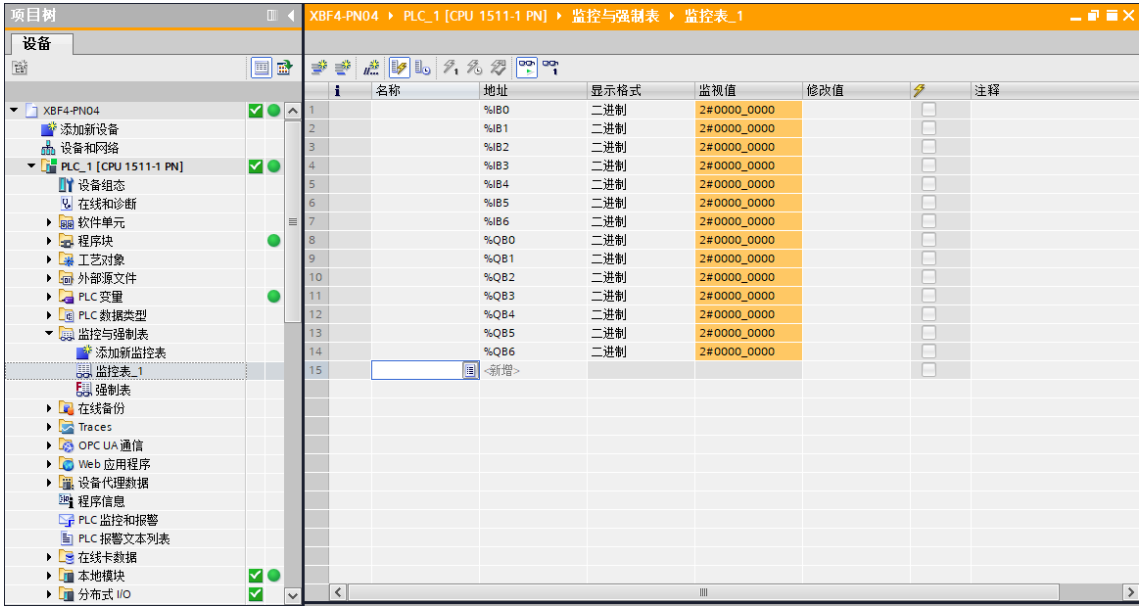 项目树
设备
XBF4-PN04
添加新设备
设备和网络
PLC_1 [CPU 1511-1 PN]
设备组态
在线和诊断
软件单元
程序块
工艺对象
外部源文件
PLC 变量
PLC 数据类型
监控与强制表
添加新监控表
监控表_1
强制表
在线备份
Traces
OPC UA 通信
Web 应用程序
设备代理数据
程序信息
PLC 监控和报警
PLC 报警文本列表
在线卡数据
本地模块
分布式 I/O
XBF4-PN04 ▸ PLC_1 [CPU 1511-1 PN] ▸ 监控与强制表 ▸ 监控表_1
i 名称 地址 显示格式 监视值 修改值 注释
1 %IB0 二进制 2#0000_0000
2 %IB1 二进制 2#0000_0000
3 %IB2 二进制 2#0000_0000
4 %IB3 二进制 2#0000_0000
5 %IB4 二进制 2#0000_0000
6 %IB5 二进制 2#0000_0000
7 %IB6 二进制 2#0000_0000
8 %QB0 二进制 2#0000_0000
9 %QB1 二进制 2#0000_0000
10 %QB2 二进制 2#0000_0000
11 %QB3 二进制 2#0000_0000
12 %QB4 二进制 2#0000_0000
13 %QB5 二进制 2#0000_0000
14 %QB6 二进制 2#0000_0000
15 <新增>